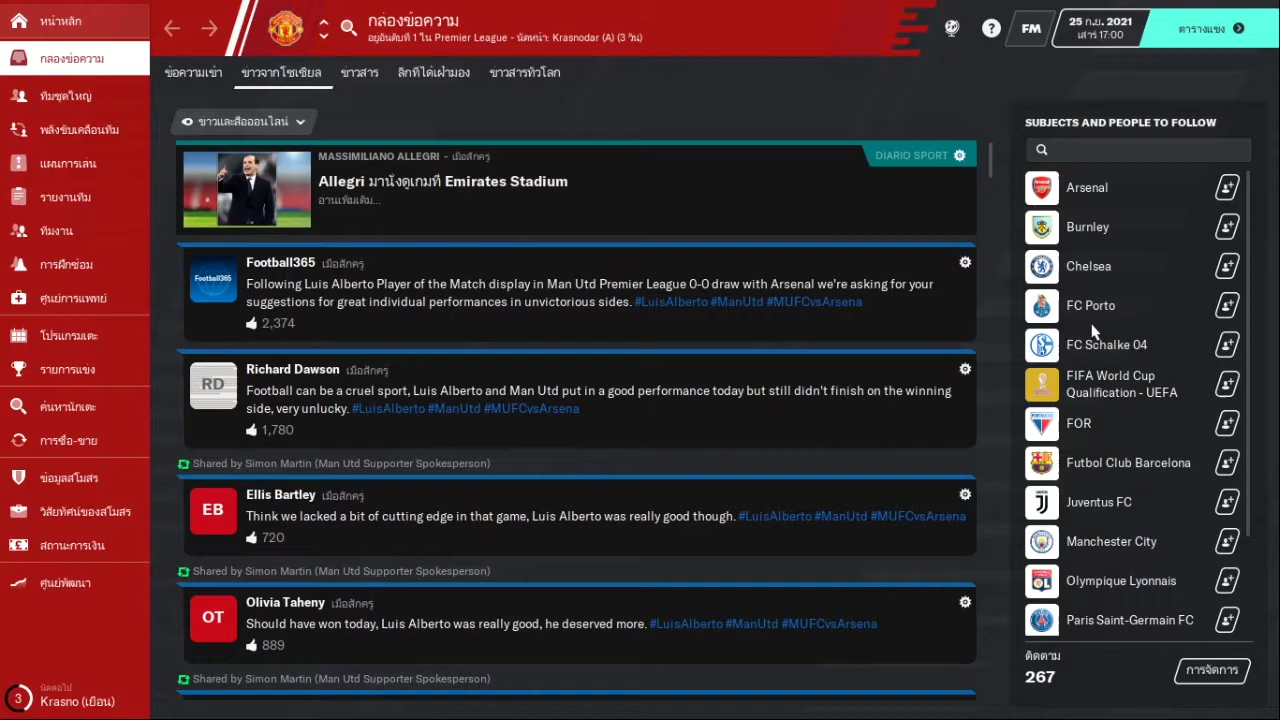 หน้าหลัก
กล่องข้อความ
ทีมชุดใหญ่
พลังขับเคลื่อนทีม
แผนการเล่น
รายงานทีม
ทีมงาน
การฝึกซ้อม
ศูนย์การแพทย์
โปรแกรมเตะ
รายการแข่ง
ค้นหานักเตะ
การซื้อ-ขาย
ข้อมูลสโมสร
วิสัยทัศน์ของสโมสร
สถานะการเงิน
ศูนย์พัฒนา
3
นัดต่อไป
Krasno (เยือน)
กล่องข้อความ
อยู่อันดับที่ 1 ใน Premier League - นัดหน้า: Krasnodar (A) (3 วัน)
?
FM
25 ก.ย. 2021
เสาร์ 17:00
ตารางแข่ง
ข้อความเข้า
ข่าวจากโซเชียล
ข่าวสาร
ลีกที่ได้เฝ้ามอง
ข่าวสารทั่วโลก
ข่าวและสื่อออนไลน์
MASSIMILIANO ALLEGRI - เมื่อสักครู่
DIARIO SPORT
Allegri มานั่งดูเกมที่ Emirates Stadium
อ่านเพิ่มเติม...
Football365
Football365 เมื่อสักครู่
Following Luis Alberto Player of the Match display in Man Utd Premier League 0-0 draw with Arsenal we're asking for your
suggestions for great individual performances in unvictorious sides. #LuisAlberto #ManUtd #MUFCvsArsena
2,374
RD
Richard Dawson เมื่อสักครู่
Football can be cruel sport, Luis Alberto and Man Utd put in a good performance today but still didn't finish on the winning
side, very unlucky. #LuisAlberto #ManUtd #MUFCvsArsena
1,780
Shared by Simon Martin (Man Utd Supporter Spokesperson)
EB
Ellis Bartley เมื่อสักครู่
Think we lacked a bit of cutting edge in that game, Luis Alberto was really good though. #LuisAlberto #ManUtd #MUFCvsArsena
720
Shared by Simon Martin (Man Utd Supporter Spokesperson)
OT
Olivia Taheny เมื่อสักครู่
Should have won today, Luis Alberto was really good, he deserved more. #LuisAlberto #ManUtd #MUFCvsArsena
889
Shared by Simon Martin (Man Utd Supporter Spokesperson)
SUBJECTS AND PEOPLE TO FOLLOW
Arsenal
Burnley
Chelsea
FC Porto
FC Schalke 04
FIFA World Cup
Qualification - UEFA
FOR
Futbol Club Barcelona
Juventus FC
Manchester City
Olympique Lyonnais
Paris Saint-Germain FC
ติดตาม
267
การจัดการ